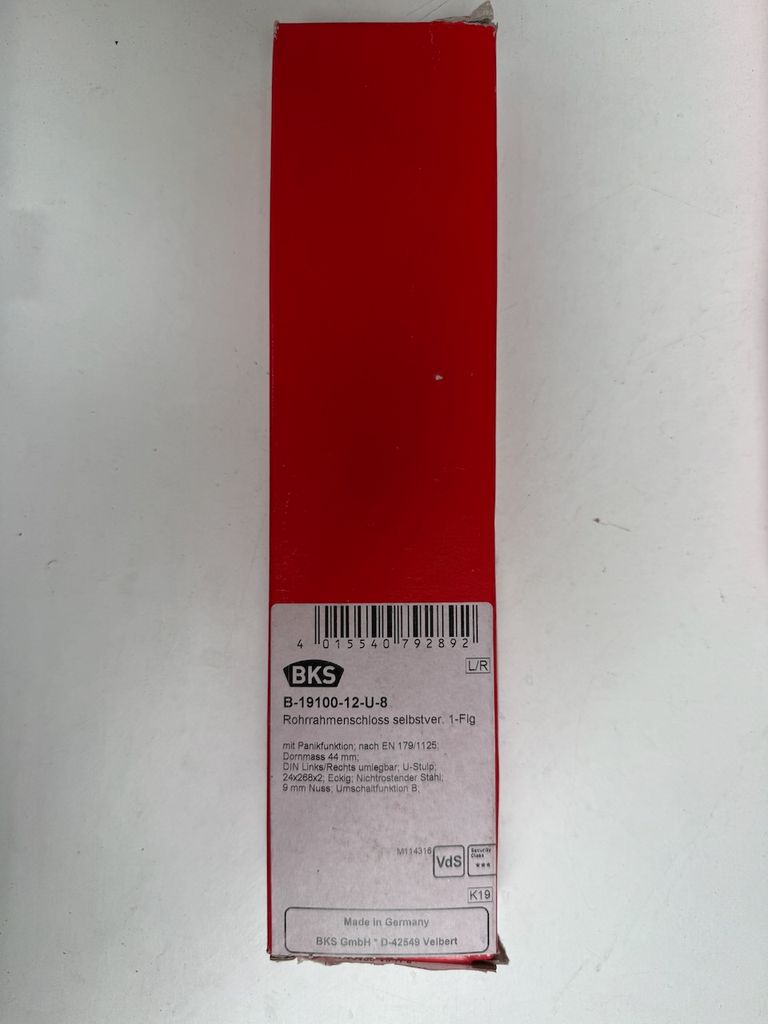 4 015540 792892
L/R
BKS
B-19100-12-U-8
Rohrrahmenschloss selbstver. 1-Flg
mit Panikfunktion; nach EN 179/1125;
Dornmass 44 mm;
DIN Links/Rechts umlegbar; U-Stulp;
24x268x2; Eckig; Nichtrostender Stahl;
9 mm Nuss; Umschaltfunktion B;
M114316
VdS
Security
Class
***
K19
Made in Germany
BKS GmbH * D-42549 Velbert